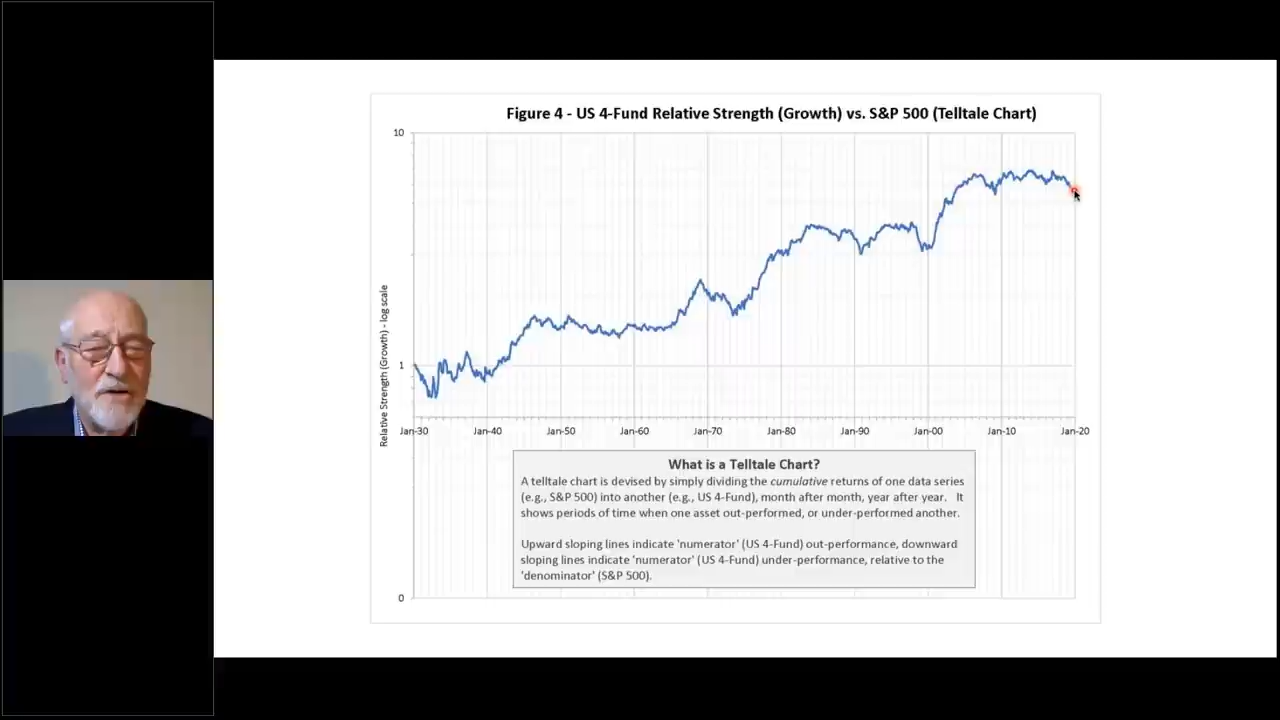 Figure 4 - US 4-Fund Relative Strength (Growth) vs. S&P 500 (Telltale Chart)
10
1
0
Relative Strength (Growth) - log scale
Jan-30 Jan-40 Jan-50 Jan-60 Jan-70 Jan-80 Jan-90 Jan-00 Jan-10 Jan-20
What is a Telltale Chart?
A telltale chart is devised by simply dividing the cumulative returns of one data series
(e.g., S&P 500) into another (e.g., US 4-Fund), month after month, year after year. It
shows periods of time when one asset out-performed, or under-performed another.
Upward sloping lines indicate 'numerator' (US 4-Fund) out-performance, downward
sloping lines indicate 'numerator' (US 4-Fund) under-performance, relative to the
'denominator' (S&P 500).